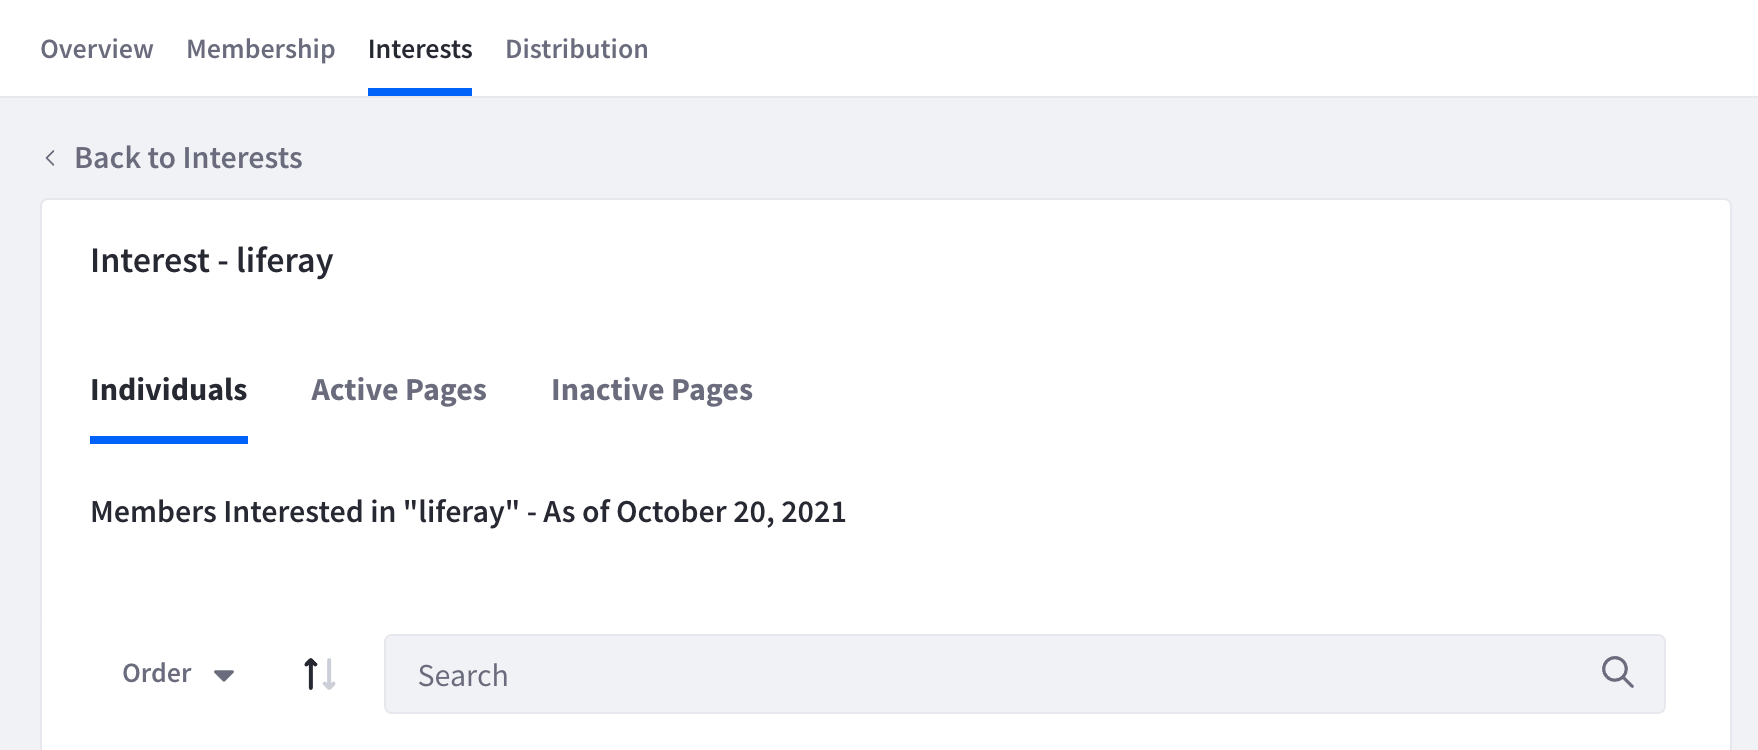 Overview Membership Interests Distribution
Back to Interests
Interest - liferay
Individuals Active Pages Inactive Pages
Members Interested in "liferay" - As of October 20, 2021
Order Search